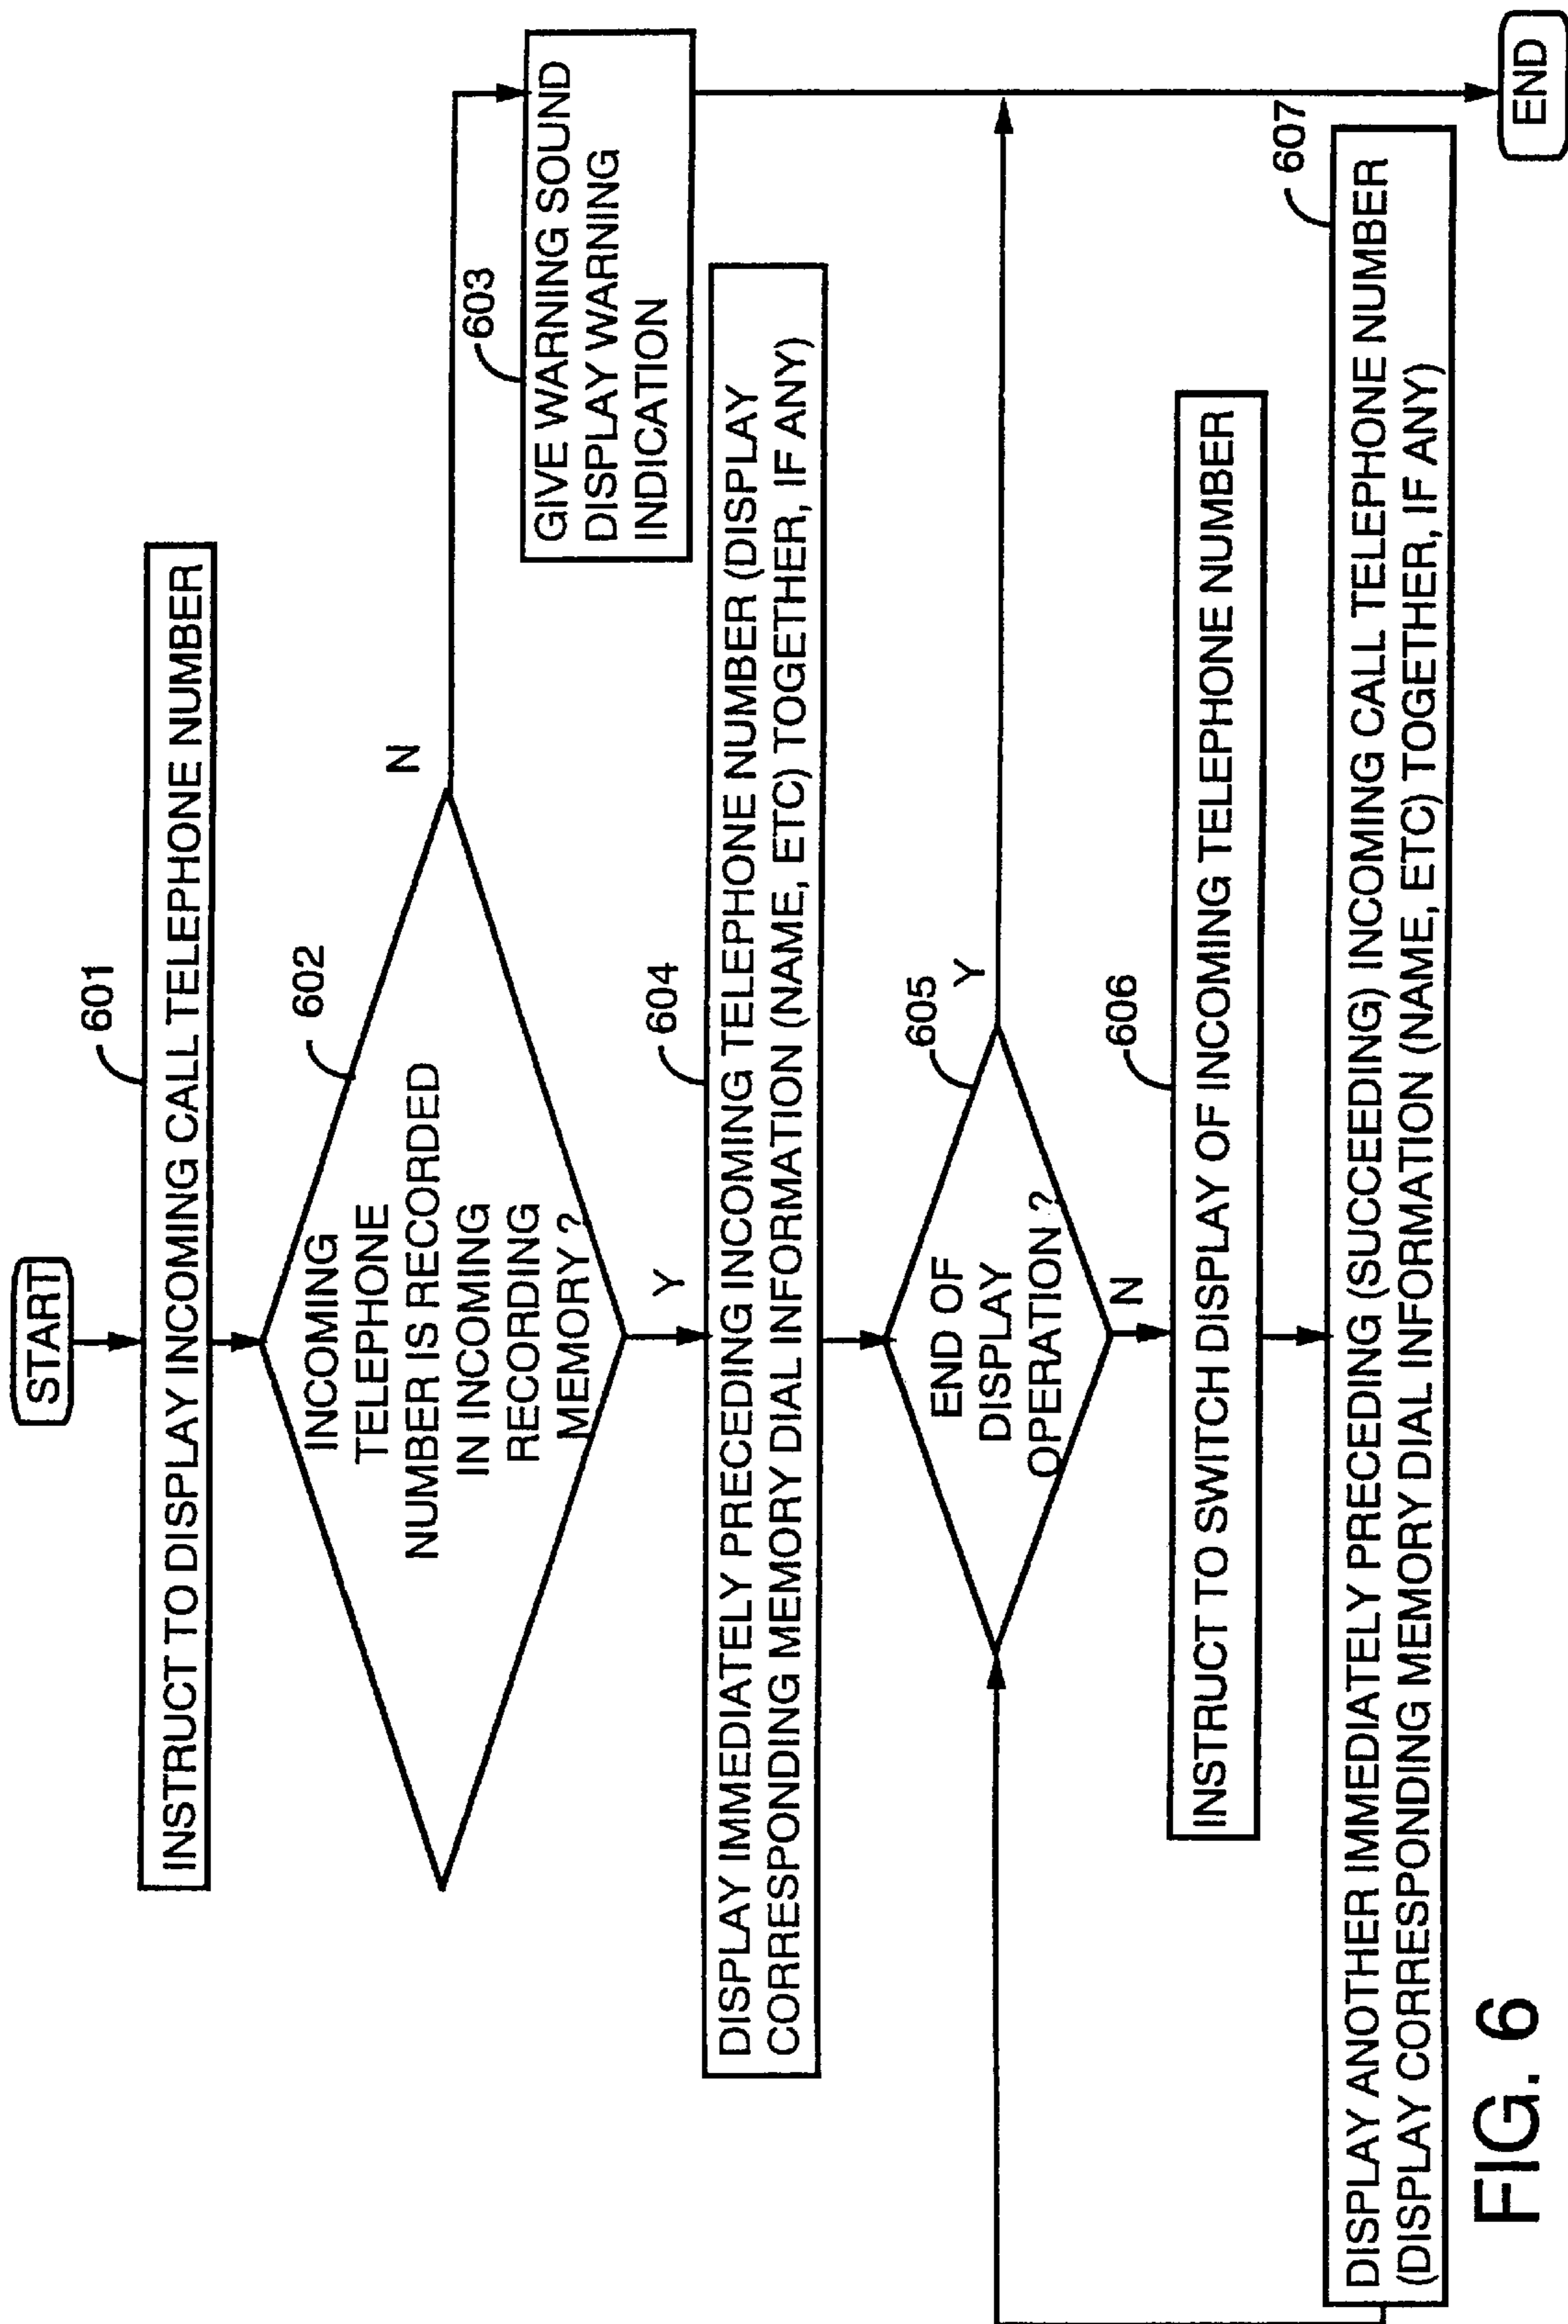 START
601
INSTRUCT TO DISPLAY INCOMING CALL TELEPHONE NUMBER
602
INCOMING
TELEPHONE
NUMBER IS RECORDED
IN INCOMING
RECORDING
MEMORY ?
N
Y
603
GIVE WARNING SOUND
DISPLAY WARNING
INDICATION
604
DISPLAY IMMEDIATELY PRECEDING INCOMING TELEPHONE NUMBER (DISPLAY
CORRESPONDING MEMORY DIAL INFORMATION (NAME, ETC) TOGETHER, IF ANY)
605
END OF
DISPLAY
OPERATION ?
Y
N
606
INSTRUCT TO SWITCH DISPLAY OF INCOMING TELEPHONE NUMBER
607
DISPLAY ANOTHER IMMEDIATELY PRECEDING (SUCCEEDING) INCOMING CALL TELEPHONE NUMBER
(DISPLAY CORRESPONDING MEMORY DIAL INFORMATION (NAME, ETC) TOGETHER, IF ANY)
END
FIG. 6